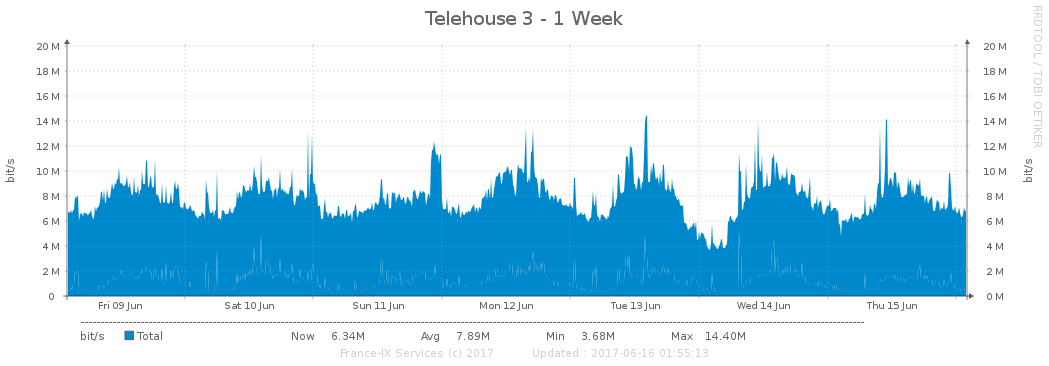 Telehouse 3 - 1 Week
RRDTOOL / TOBI OETIKER
bit/s
20 M
18 M
16 M
14 M
12 M
10 M
8 M
6 M
4 M
2 M
0
20 M
18 M
16 M
14 M
12 M
10 M
8 M
6 M
4 M
2 M
0 M
bit/s
Fri 09 Jun Sat 10 Jun Sun 11 Jun Mon 12 Jun Tue 13 Jun Wed 14 Jun Thu 15 Jun
bit/s Total Now 6.34M Avg 7.89M Min 3.68M Max 14.40M
France-IX Services (c) 2017 Updated : 2017-06-16 01:55:13